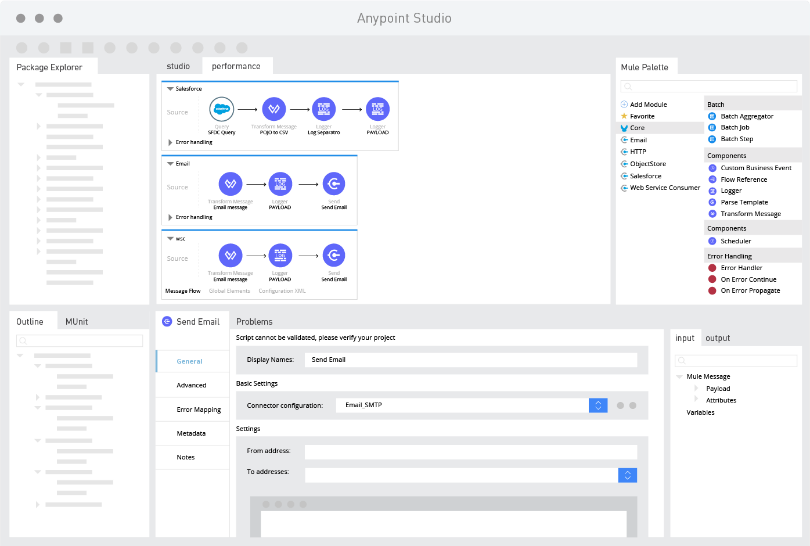 Anypoint Studio
Package Explorer
studio
performance
Salesforce
Source
Query
SFDC Query
Transform Message
POJO to CSV
Logger
Log Separatro
Logger
PAYLOAD
Error handling
Email
Source
Transform Message
Email message
Logger
PAYLOAD
Send
Send Email
Error handling
wsc
Source
Transform Message
Email message
Logger
PAYLOAD
Send
Send Email
Message Flow
Global Elements
Configuration XML
Mule Palette
Add Module
Favorite
Core
Email
HTTP
ObjectStore
Salesforce
Web Service Consumer
Batch
Batch Aggregator
Batch Job
Batch Step
Components
Custom Business Event
Flow Reference
Logger
Parse Template
Transform Message
Components
Scheduler
Error Handling
Error Handler
On Error Continue
On Error Propagate
Outline
MUnit
Send Email
General
Advanced
Error Mapping
Metadata
Notes
Problems
Script cannot be validated, please verify your project
Display Names:
Send Email
Basic Settings
Connector configuration:
Email_SMTP
Settings
From address:
To addresses:
input
output
Mule Message
Payload
Attributes
Variables